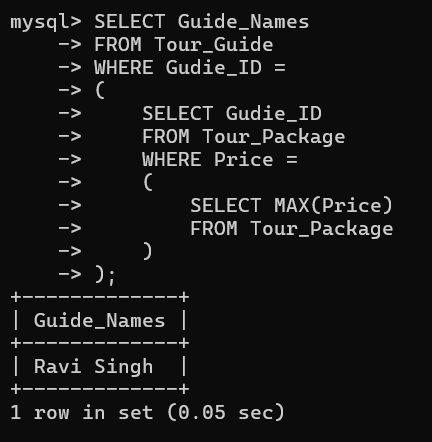 mysql> SELECT Guide_Names
    -> FROM Tour_Guide
    -> WHERE Gudie_ID =
    -> (
    ->     SELECT Gudie_ID
    ->     FROM Tour_Package
    ->     WHERE Price =
    ->     (
    ->         SELECT MAX(Price)
    ->         FROM Tour_Package
    ->     )
    -> );
+-------------+
| Guide_Names |
+-------------+
| Ravi Singh  |
+-------------+
1 row in set (0.05 sec)